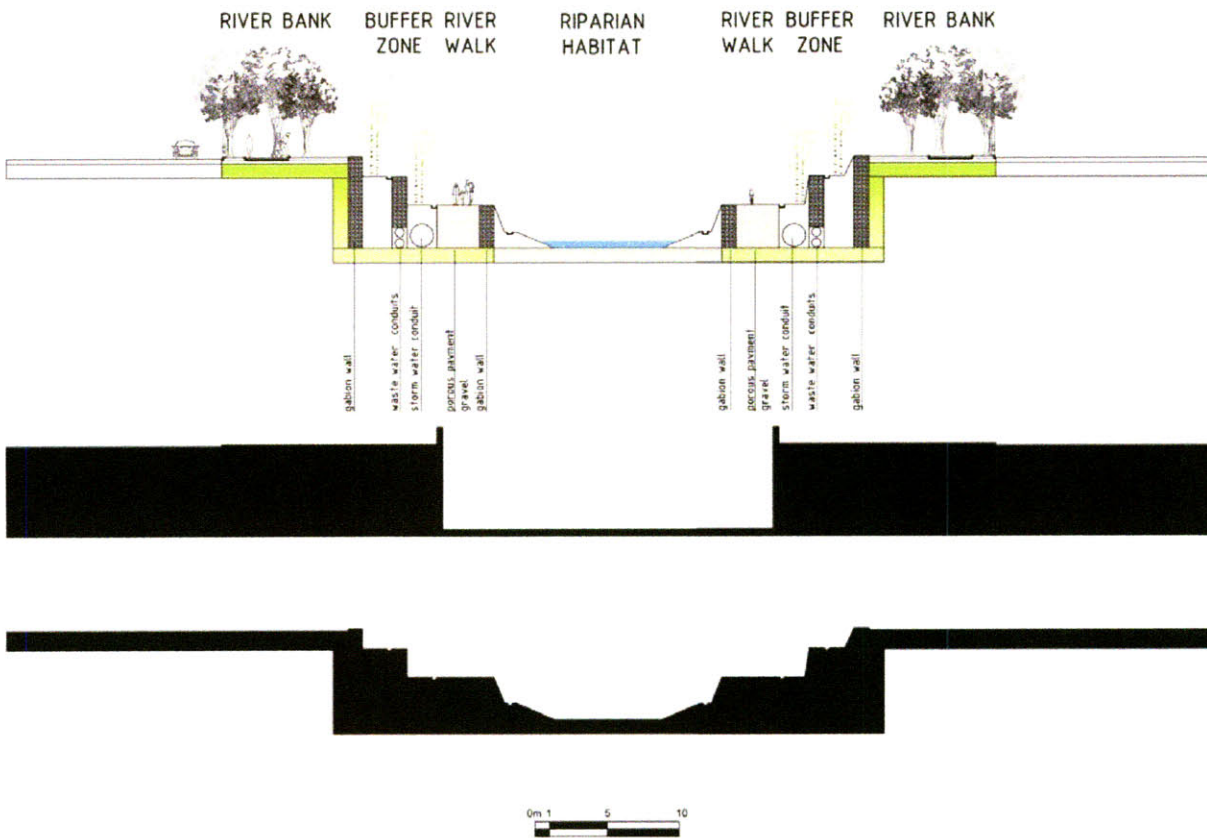 RIVER BANK
BUFFER ZONE
RIVER WALK
RIPARIAN HABITAT
RIVER WALK
BUFFER ZONE
RIVER BANK
gabion wall
waste water conduits
storm water conduit
porous pavment
gravel
gabion wall
gabion wall
porous pavment
gravel
storm water conduit
waste water conduits
gabion wall
0m 1 5 10